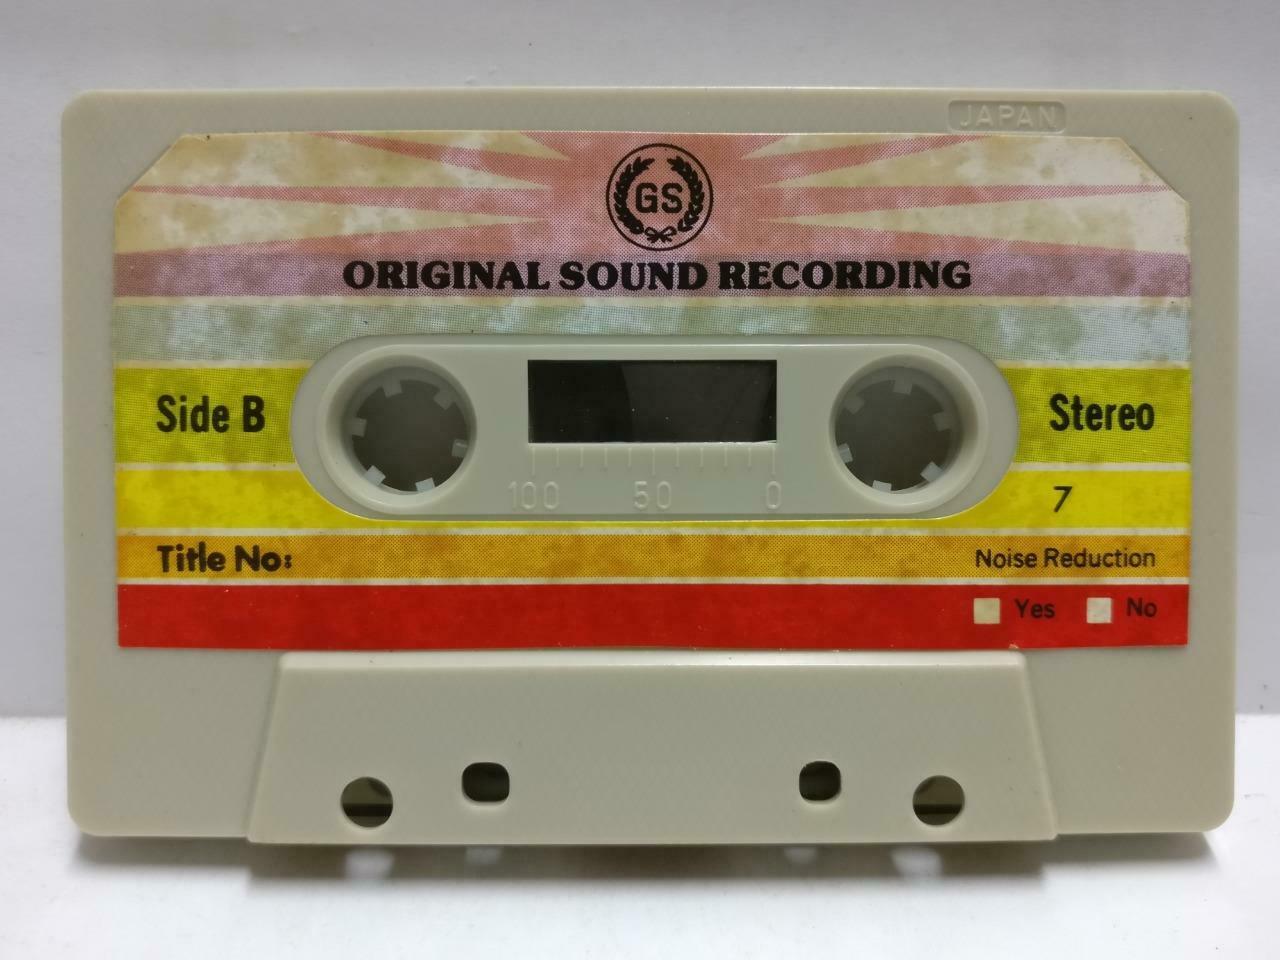 JAPAN
GS
ORIGINAL SOUND RECORDING
Side B
Stereo
100 50 0
7
Title No:
Noise Reduction
Yes No